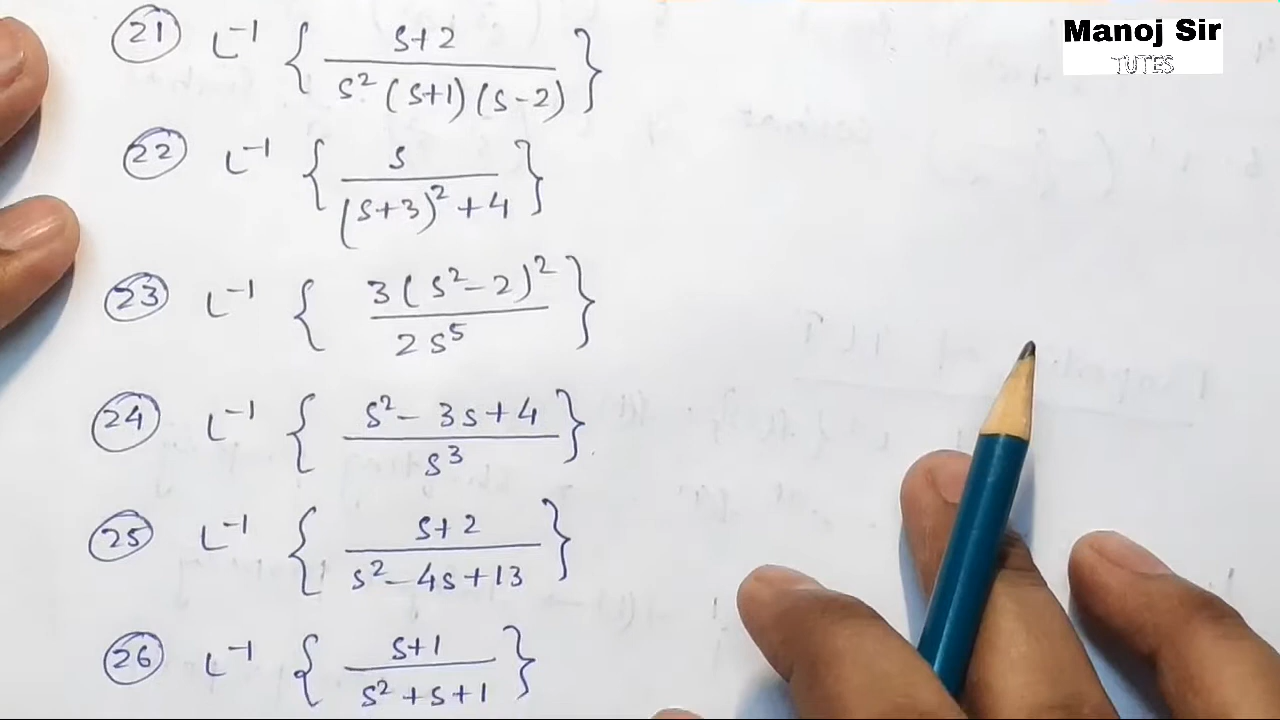 Manoj Sir
TUTES
(21) L⁻¹ { s+2 / s²(s+1)(s-2) }
(22) L⁻¹ { s / (s+3)²+4 }
(23) L⁻¹ { 3(s²-2)² / 2s⁵ }
(24) L⁻¹ { s²-3s+4 / s³ }
(25) L⁻¹ { s+2 / s²-4s+13 }
(26) L⁻¹ { s+1 / s²+s+1 }